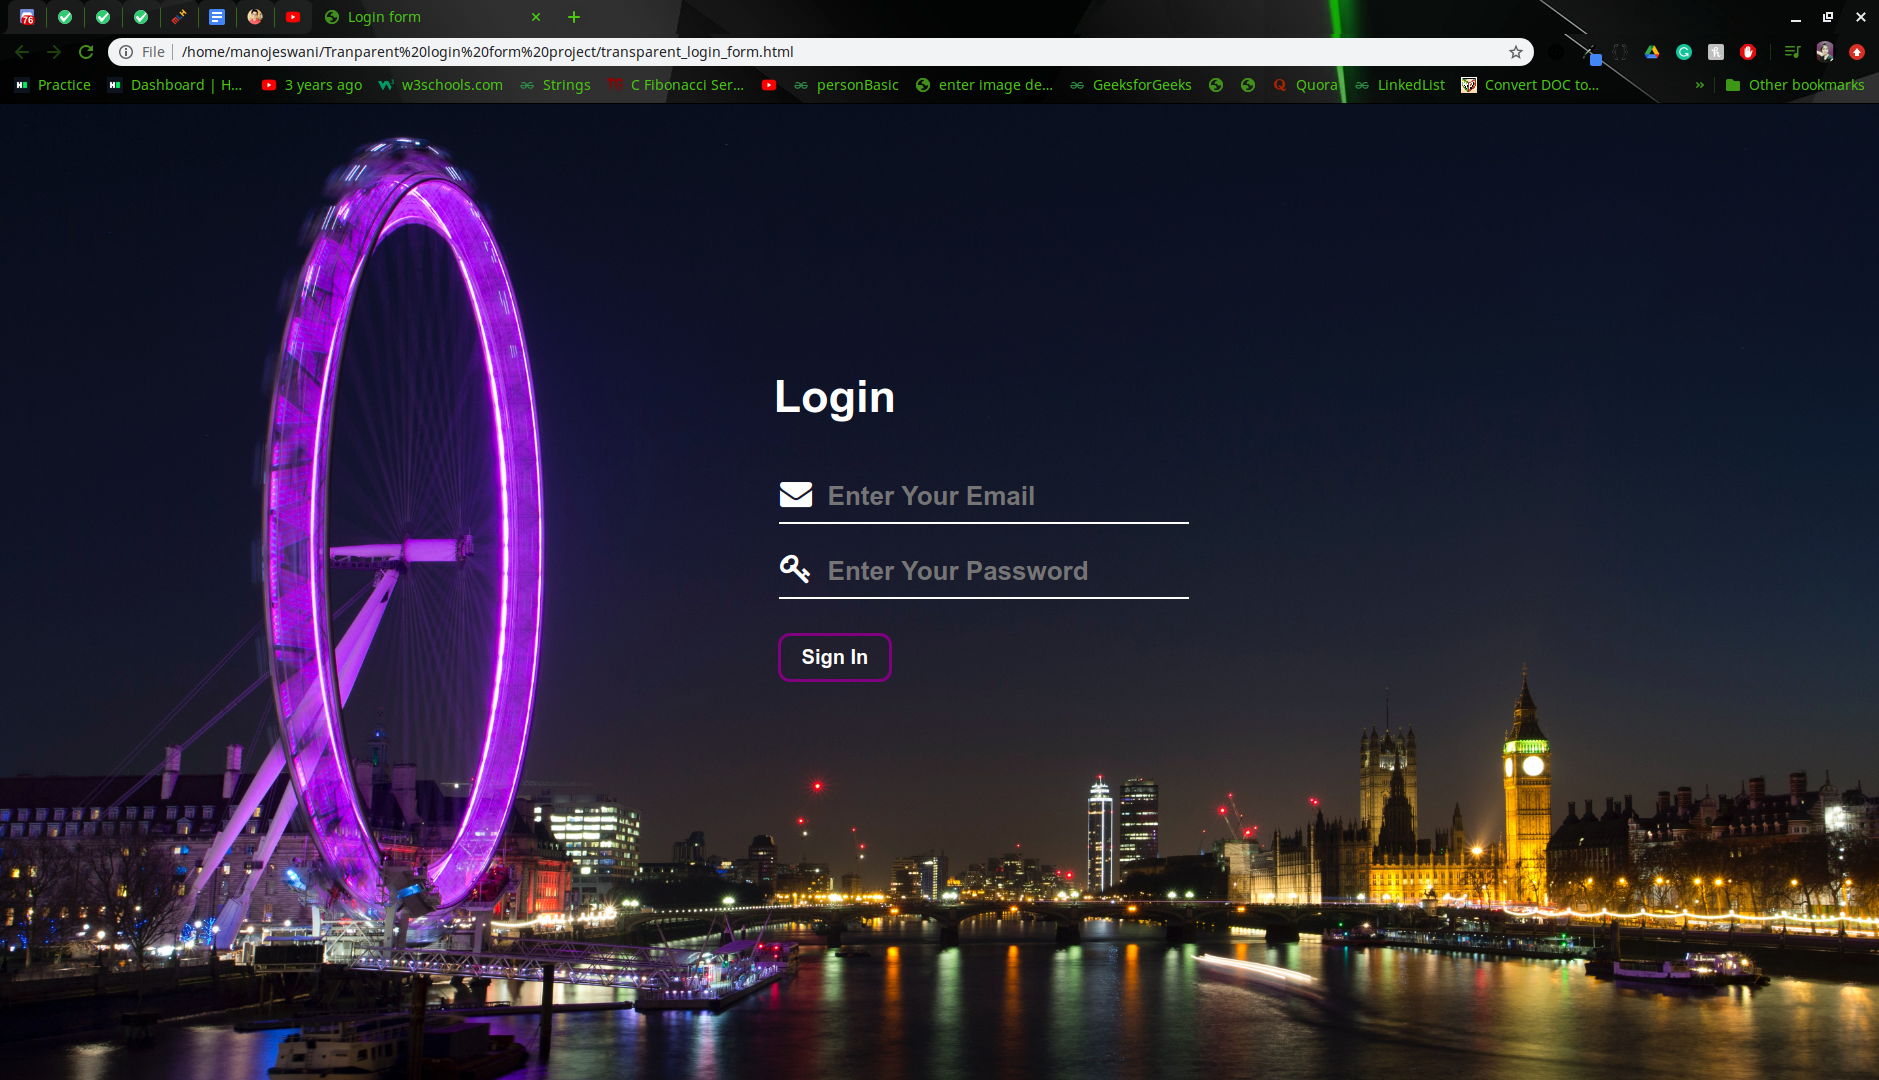 76
Login form
File /home/manojeswani/Tranparent%20login%20form%20project/transparent_login_form.html
Practice Dashboard | H... 3 years ago w3schools.com Strings C Fibonacci Ser... personBasic enter image de... GeeksforGeeks Quora LinkedList Convert DOC to... » Other bookmarks
Login
Enter Your Email
Enter Your Password
Sign In